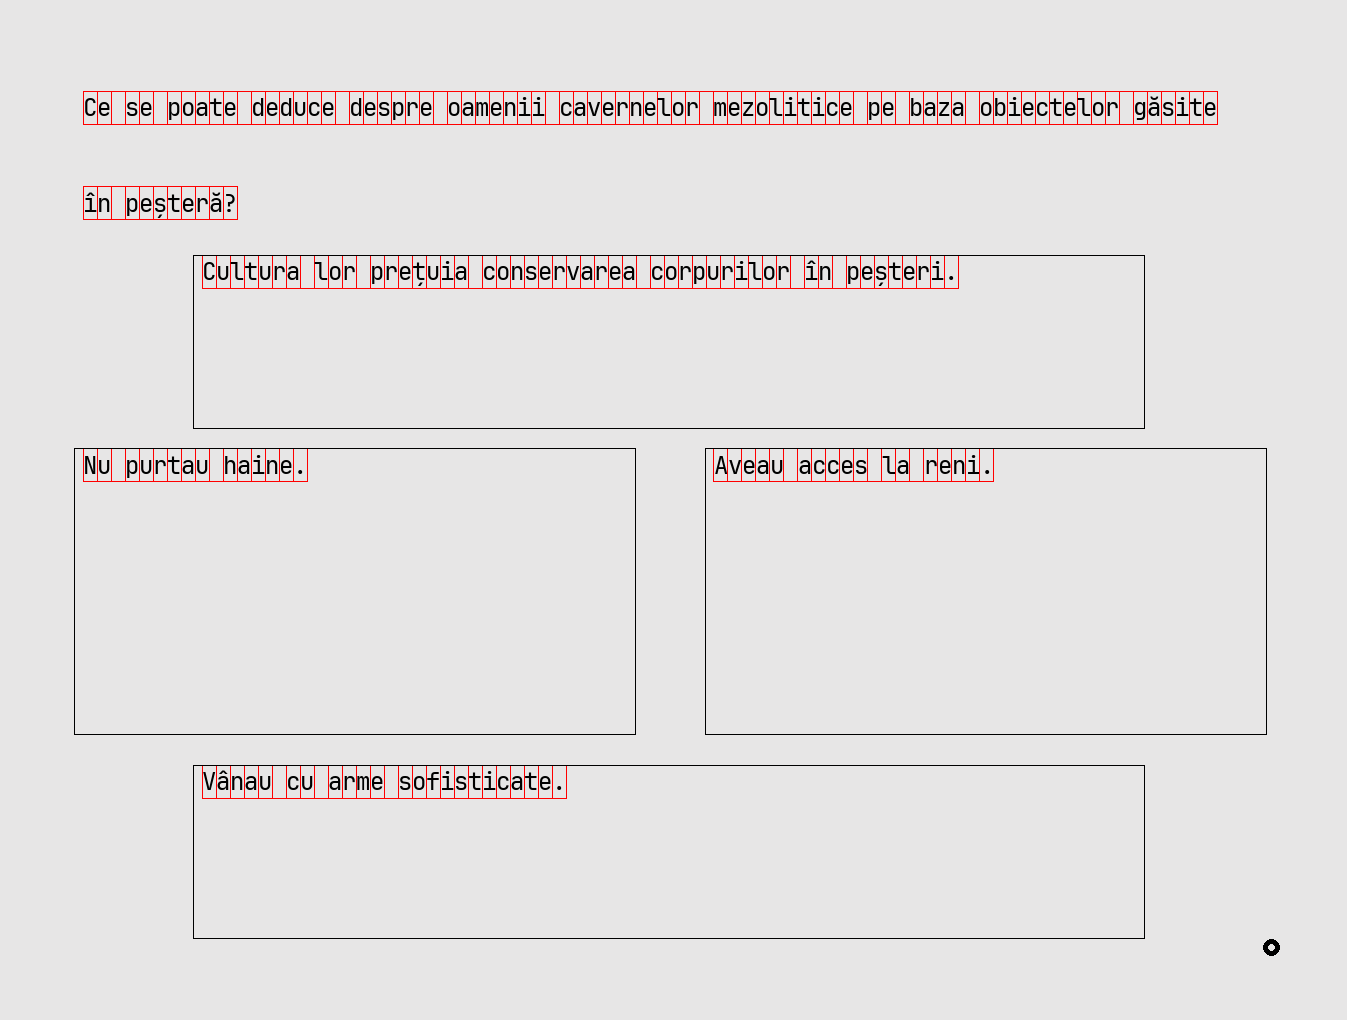 Ce se poate deduce despre oamenii cavernelor mezolitice pe baza obiectelor găsite
în peșteră?
Cultura lor prețuia conservarea corpurilor în peșteri.
Nu purtau haine.
Aveau acces la reni.
Vânau cu arme sofisticate.